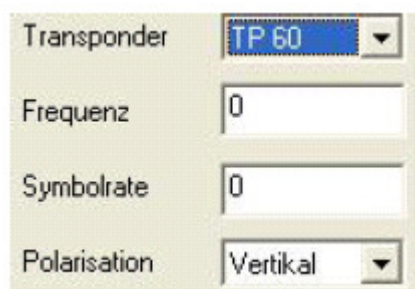 Transponder TP 60
Frequenz 0
Symbolrate 0
Polarisation Vertikal